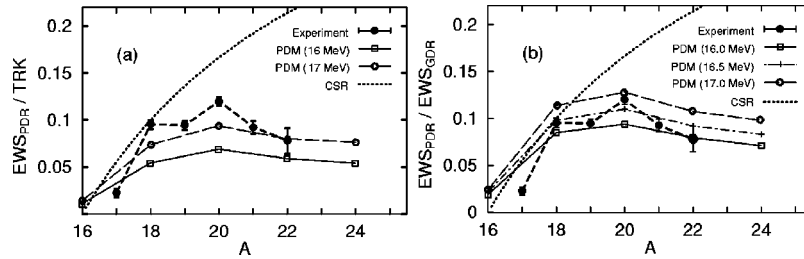 0.2
0.15
0.1
0.05
0
EWS_PDR / TRK
(a)
Experiment
PDM (16 MeV)
PDM (17 MeV)
CSR
16 18 20 22 24
A
0.2
0.15
0.1
0.05
0
EWS_PDR / EWS_GDR
(b)
Experiment
PDM (16.0 MeV)
PDM (16.5 MeV)
PDM (17.0 MeV)
CSR
16 18 20 22 24
A